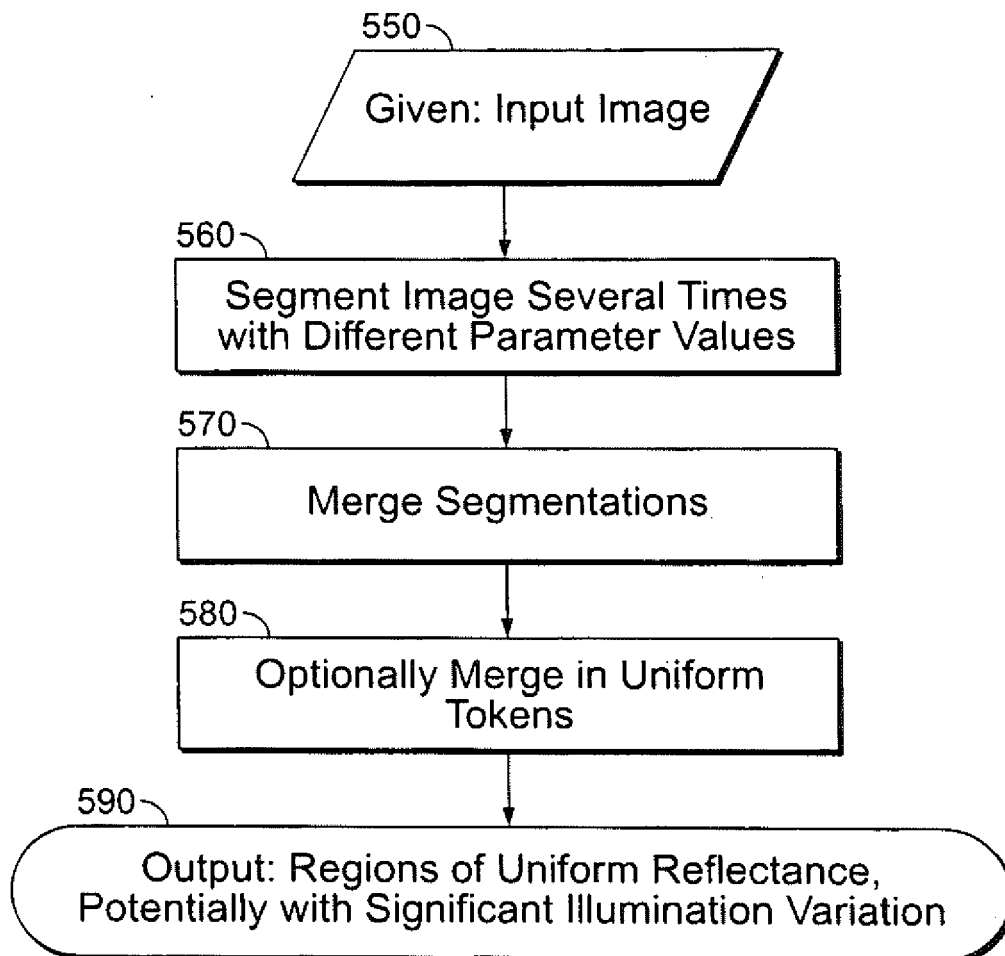 550
Given: Input Image
560
Segment Image Several Times
with Different Parameter Values
570
Merge Segmentations
580
Optionally Merge in Uniform
Tokens
590
Output: Regions of Uniform Reflectance,
Potentially with Significant Illumination Variation